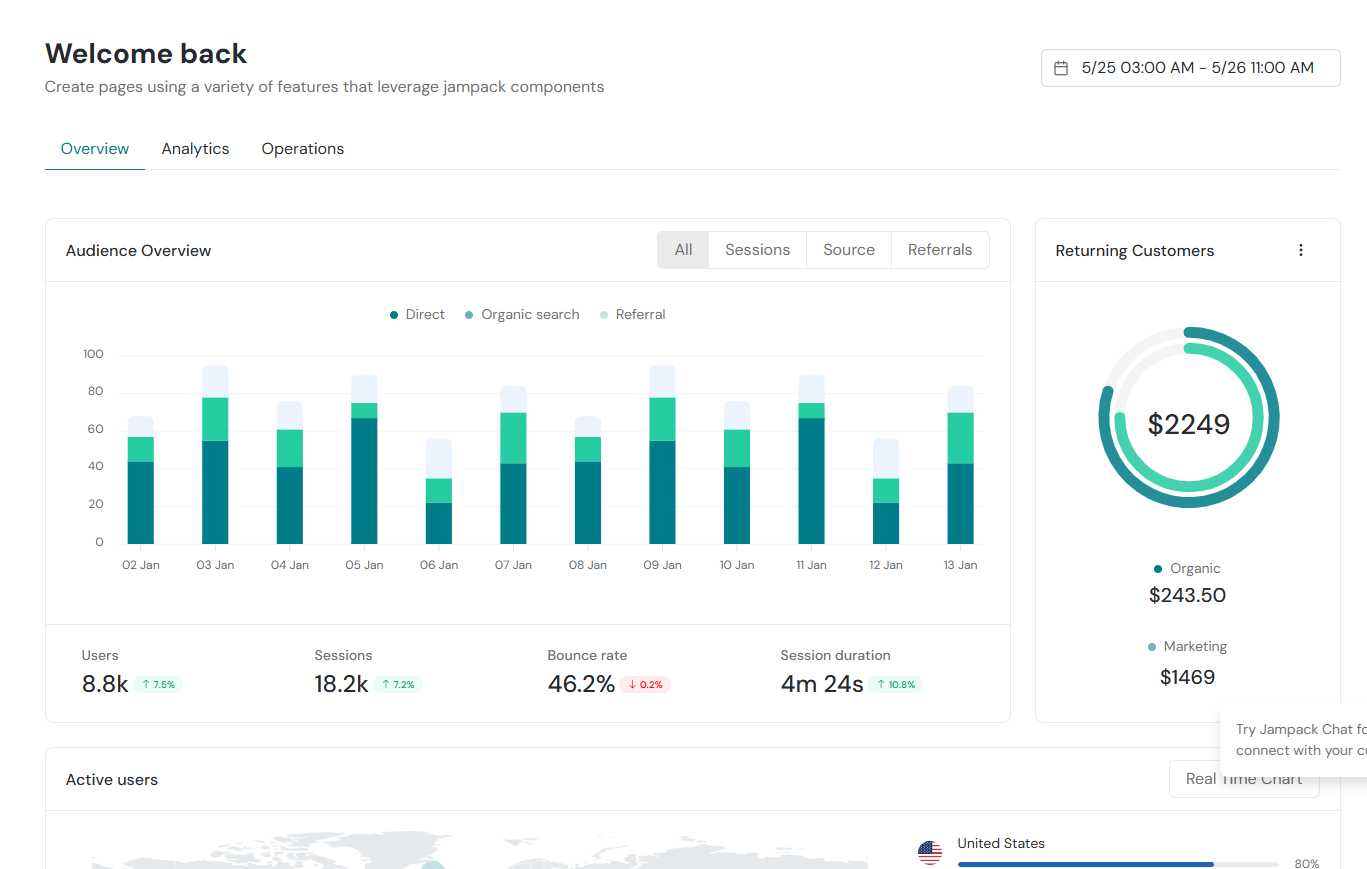 Welcome back
Create pages using a variety of features that leverage jampack components
5/25 03:00 AM - 5/26 11:00 AM
Overview
Analytics
Operations
Audience Overview
All
Sessions
Source
Referrals
Direct
Organic search
Referral
100
80
60
40
20
0
02 Jan
03 Jan
04 Jan
05 Jan
06 Jan
07 Jan
08 Jan
09 Jan
10 Jan
11 Jan
12 Jan
13 Jan
Users
8.8k ↑ 7.5%
Sessions
18.2k ↑ 7.2%
Bounce rate
46.2% ↓ 0.2%
Session duration
4m 24s ↑ 10.8%
Returning Customers
$2249
Organic
$243.50
Marketing
$1469
Try Jampack Chat
connect with your
Active users
Real Time Chart
United States
80%